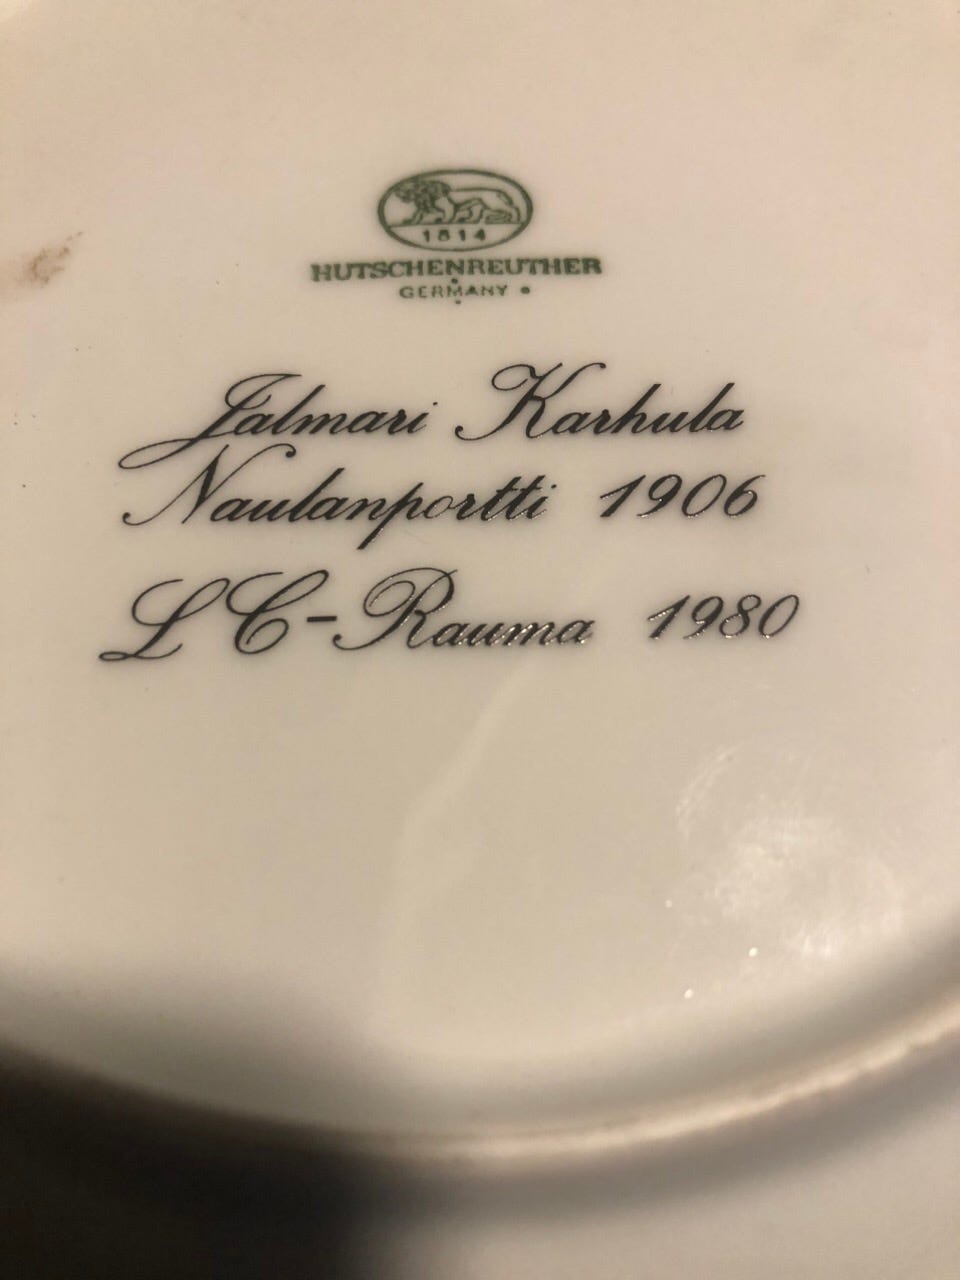 1814
HUTSCHENREUTHER
GERMANY
Jalmari Karhula
Naulanportti 1906
LC-Rauma 1980